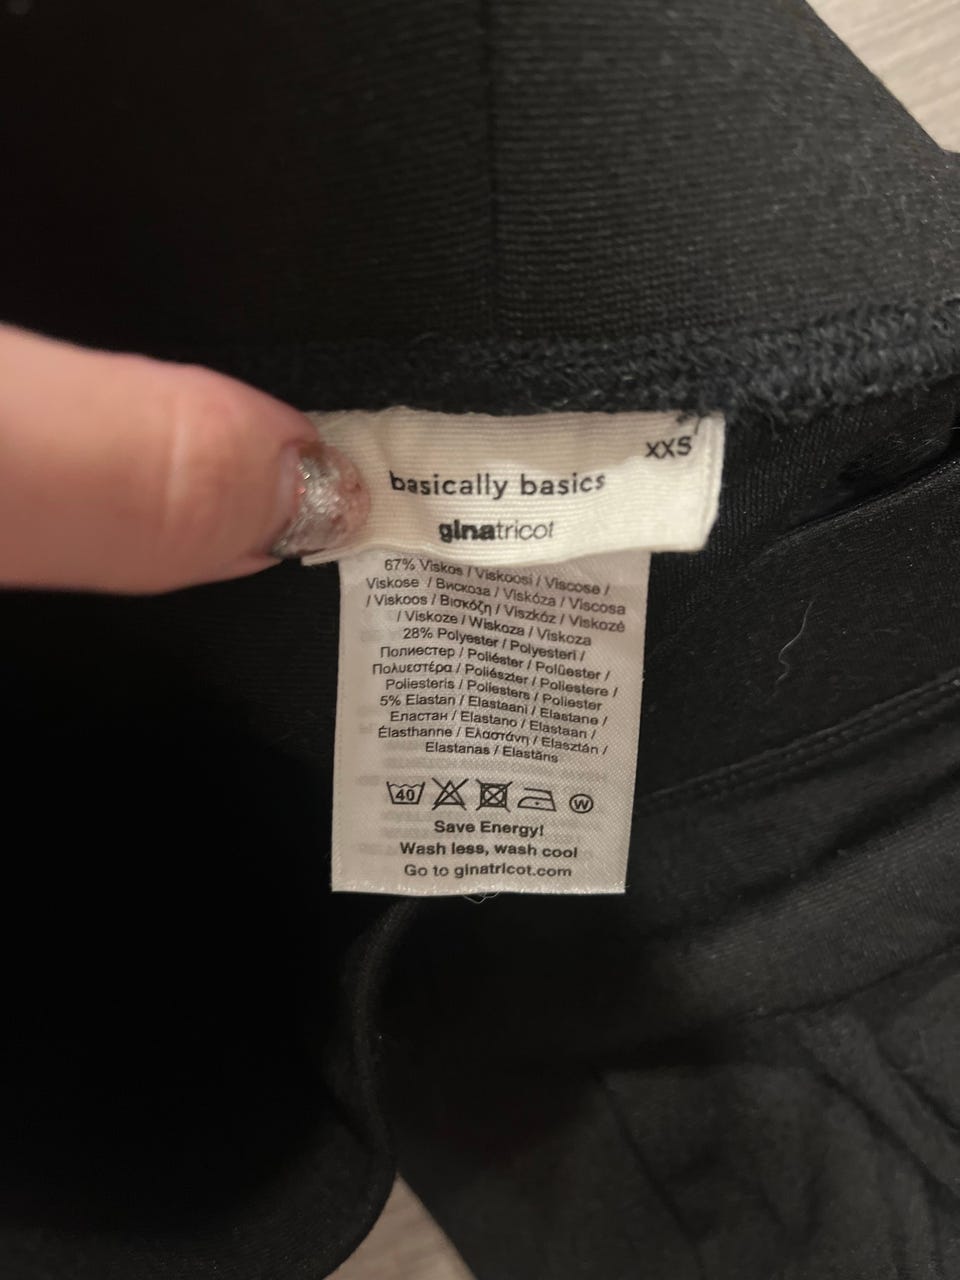 XXS
basically basics
ginatricot
67% Viskos / Viskoosi / Viscose /
Viskose / Вискоза / Viskóza / Viscosa
/ Viskoos / Βισκόζη / Viszkóz / Viskozė
/ Viskoze / Wiskoza / Viskoza
28% Polyester / Polyesteri /
Полиестер / Poliéster / Polüester /
Πολυεστέρα / Poliészter / Poliestere /
Poliesteris / Poliesters / Poliester
5% Elastan / Elastaani / Elastane /
Еластан / Elastano / Elastaan /
Élasthanne / Ελαστάνη / Elasztán /
Elastanas / Elastāns
40
W
Save Energy!
Wash less, wash cool
Go to ginatricot.com